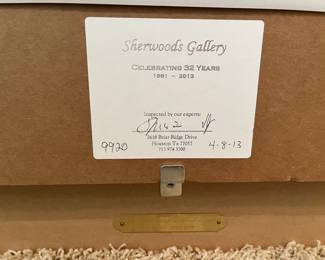 Sherwoods Gallery
CELEBRATING 32 YEARS
1981 - 2013
Inspected by our experts:
Briar Ridge Drive
Houston Tx 77057
9920
4-8-13